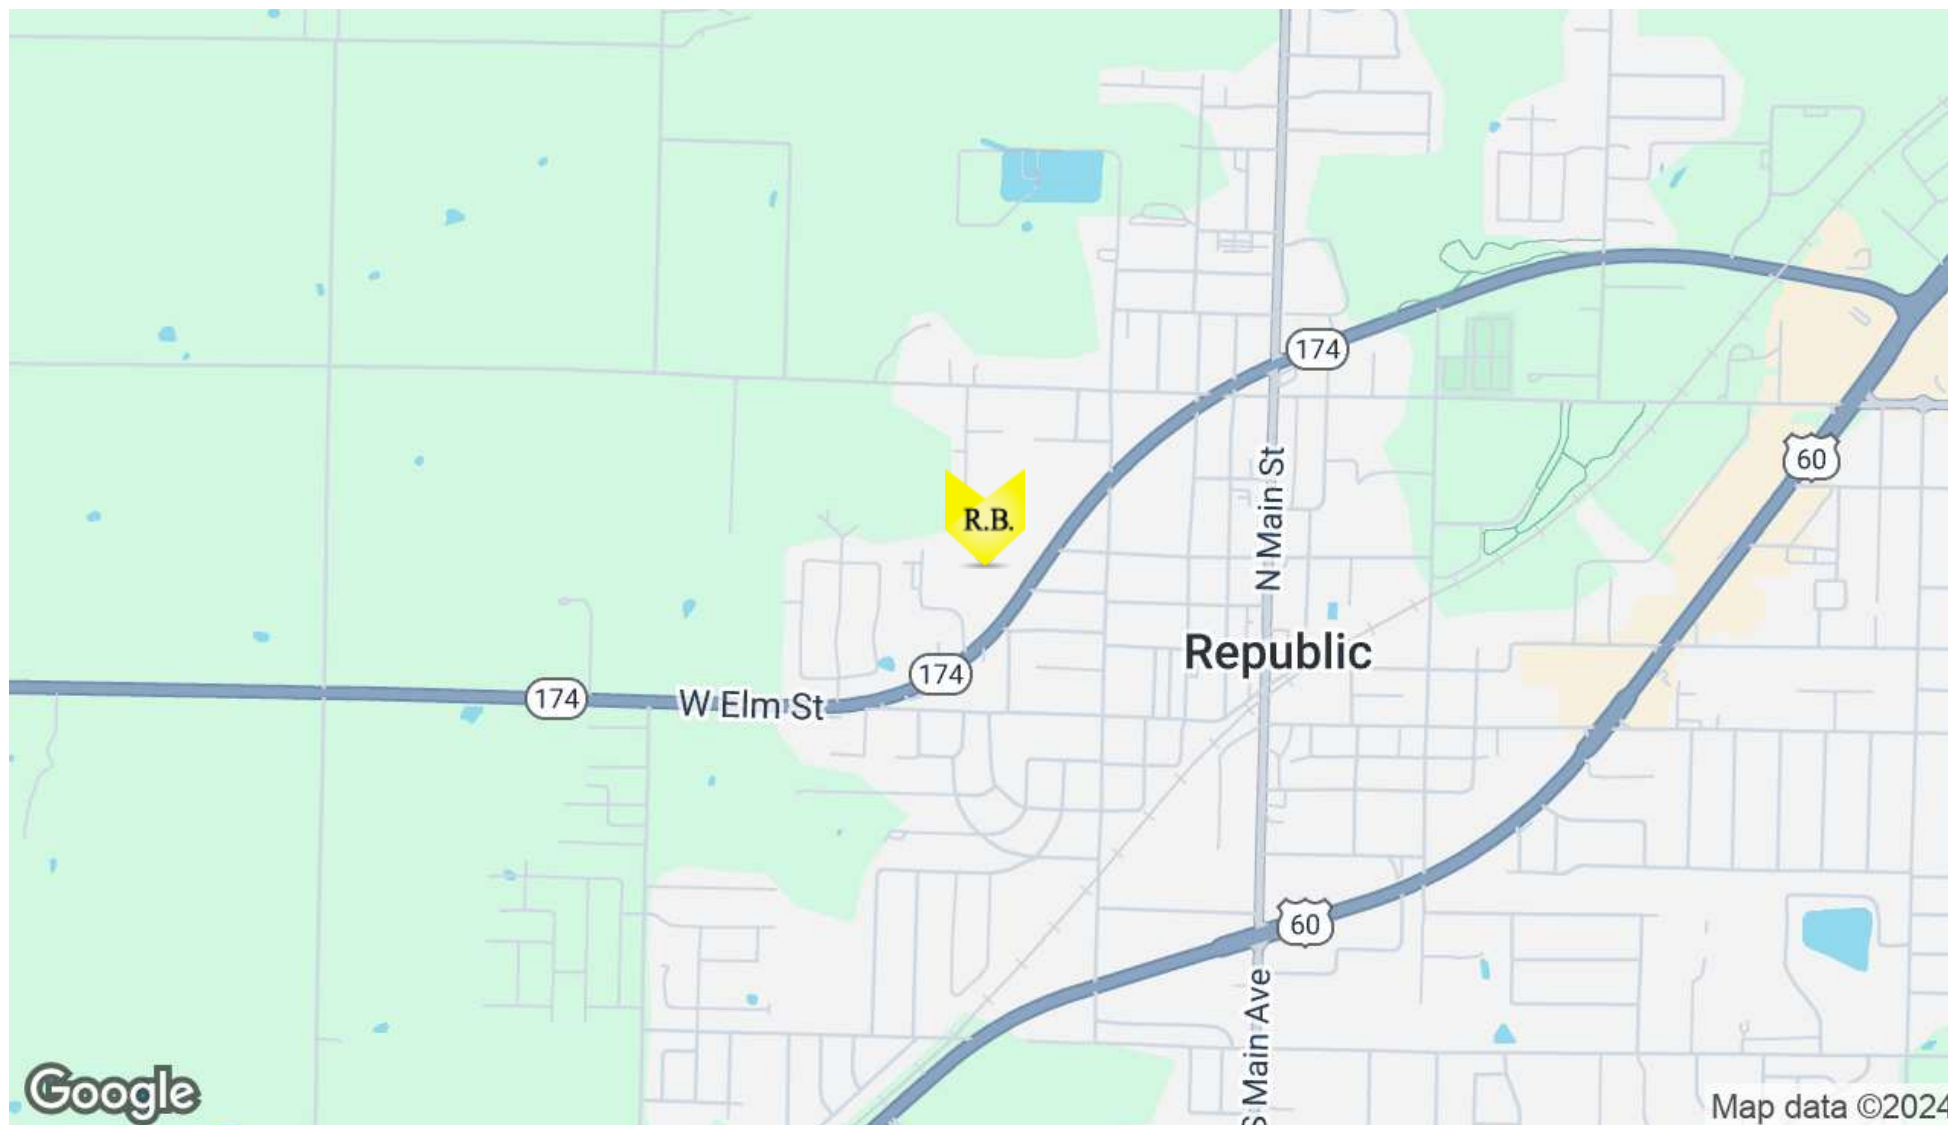 174
60
N Main St
R.B.
Republic
174
174
W Elm St
60
S Main Ave
Google
Map data ©2024